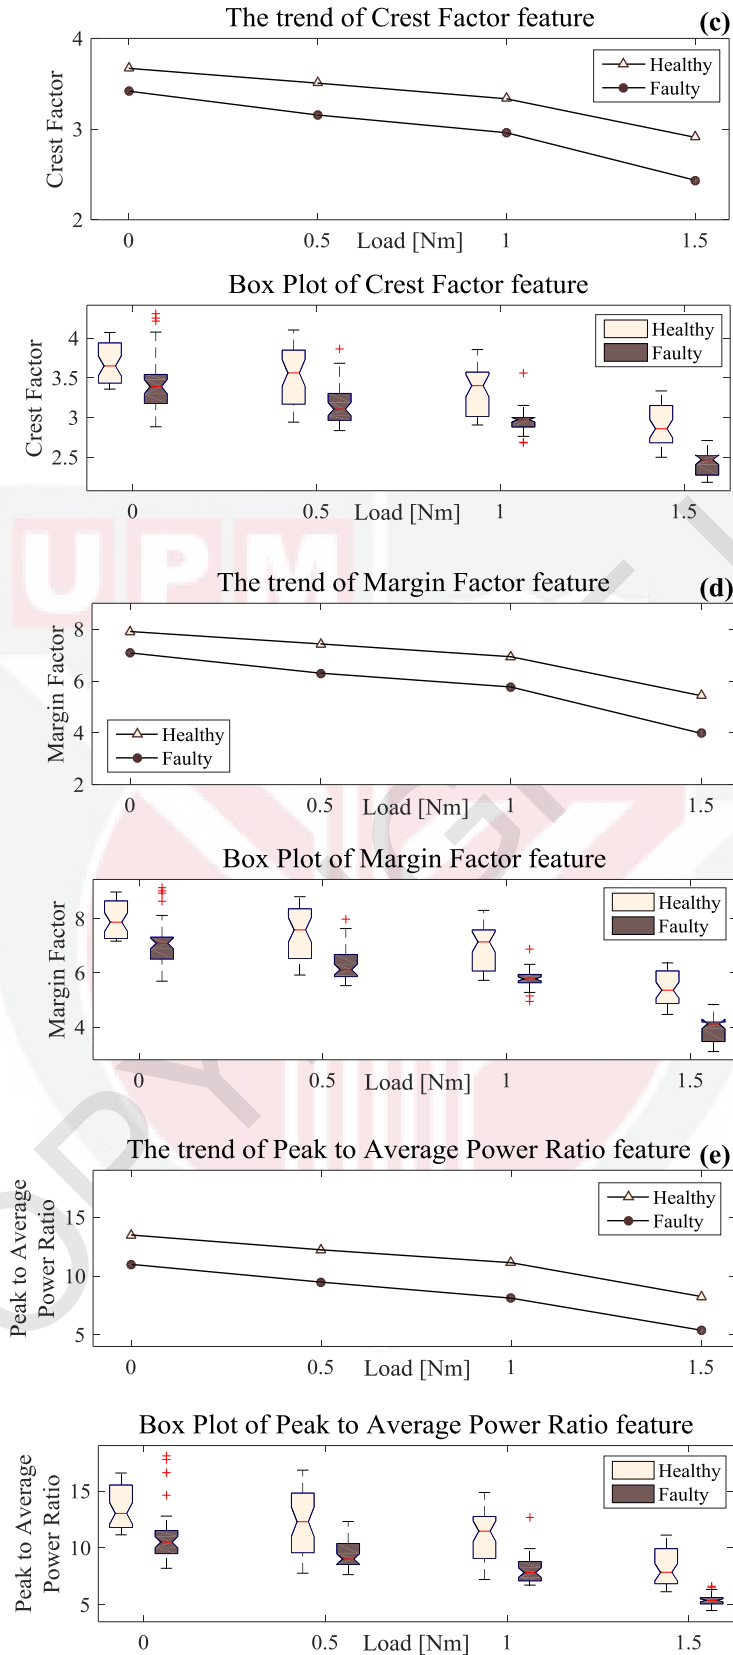 The trend of Crest Factor feature
(c)
4
3
2
Crest Factor
Healthy
Faulty
0
0.5
1
1.5
Load [Nm]
Box Plot of Crest Factor feature
4
3.5
3
2.5
Crest Factor
Healthy
Faulty
0
0.5
1
1.5
Load [Nm]
UPM
The trend of Margin Factor feature
(d)
8
6
4
2
Margin Factor
Healthy
Faulty
0
0.5
1
1.5
Load [Nm]
Box Plot of Margin Factor feature
8
6
4
Margin Factor
Healthy
Faulty
0
0.5
1
1.5
Load [Nm]
The trend of Peak to Average Power Ratio feature
(e)
15
10
5
Peak to Average
Power Ratio
Healthy
Faulty
0
0.5
1
1.5
Load [Nm]
Box Plot of Peak to Average Power Ratio feature
15
10
5
Peak to Average
Power Ratio
Healthy
Faulty
0
0.5
1
1.5
Load [Nm]